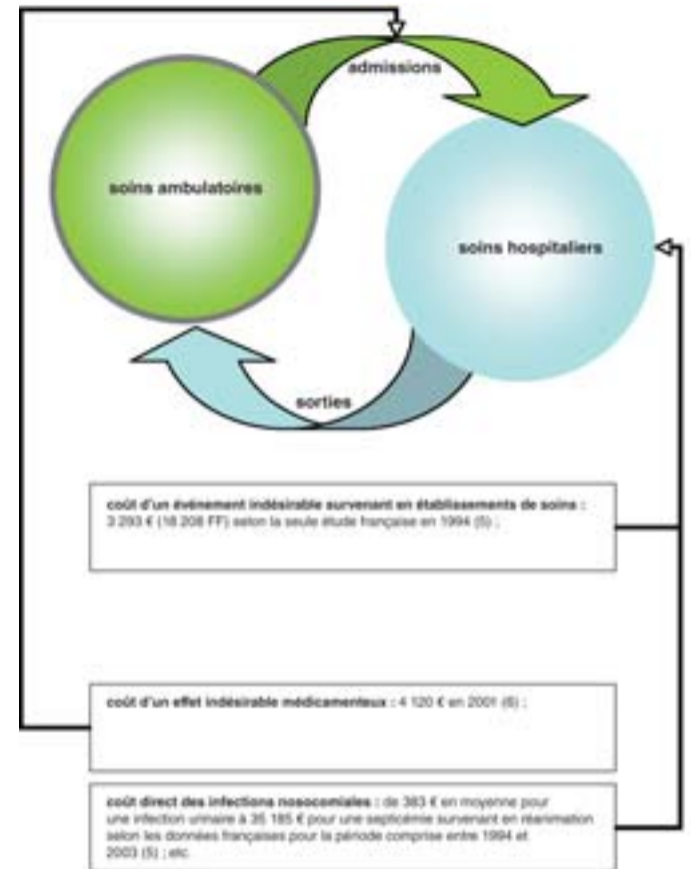 admissions
soins ambulatoires
soins hospitaliers
sorties
coût d'un événement indésirable survenant en établissements de soins :
3 293 € (18 208 FF) selon la seule étude française en 1994 (5) ;
coût d'un effet indésirable médicamenteux : 4 120 € en 2001 (6) ;
coût direct des infections nosocomiales : de 383 € en moyenne pour
une infection urinaire à 35 185 € pour une septicémie survenant en réanimation
selon les données françaises pour la période comprise entre 1994 et
2003 (5) ; etc.